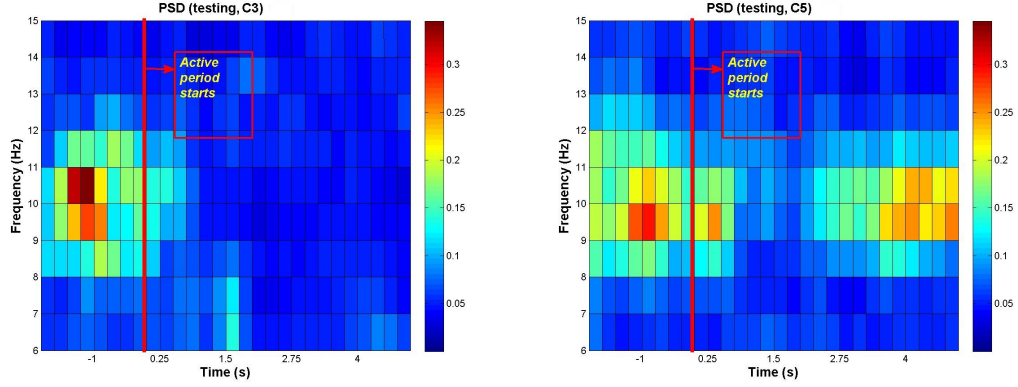 PSD (testing, C3)
15
14
13
12
11
10
9
8
7
6
Frequency (Hz)
Active
period
starts
-1 0.25 1.5 2.75 4
Time (s)
0.3
0.25
0.2
0.15
0.1
0.05
PSD (testing, C5)
15
14
13
12
11
10
9
8
7
6
Frequency (Hz)
Active
period
starts
-1 0.25 1.5 2.75 4
Time (s)
0.3
0.25
0.2
0.15
0.1
0.05